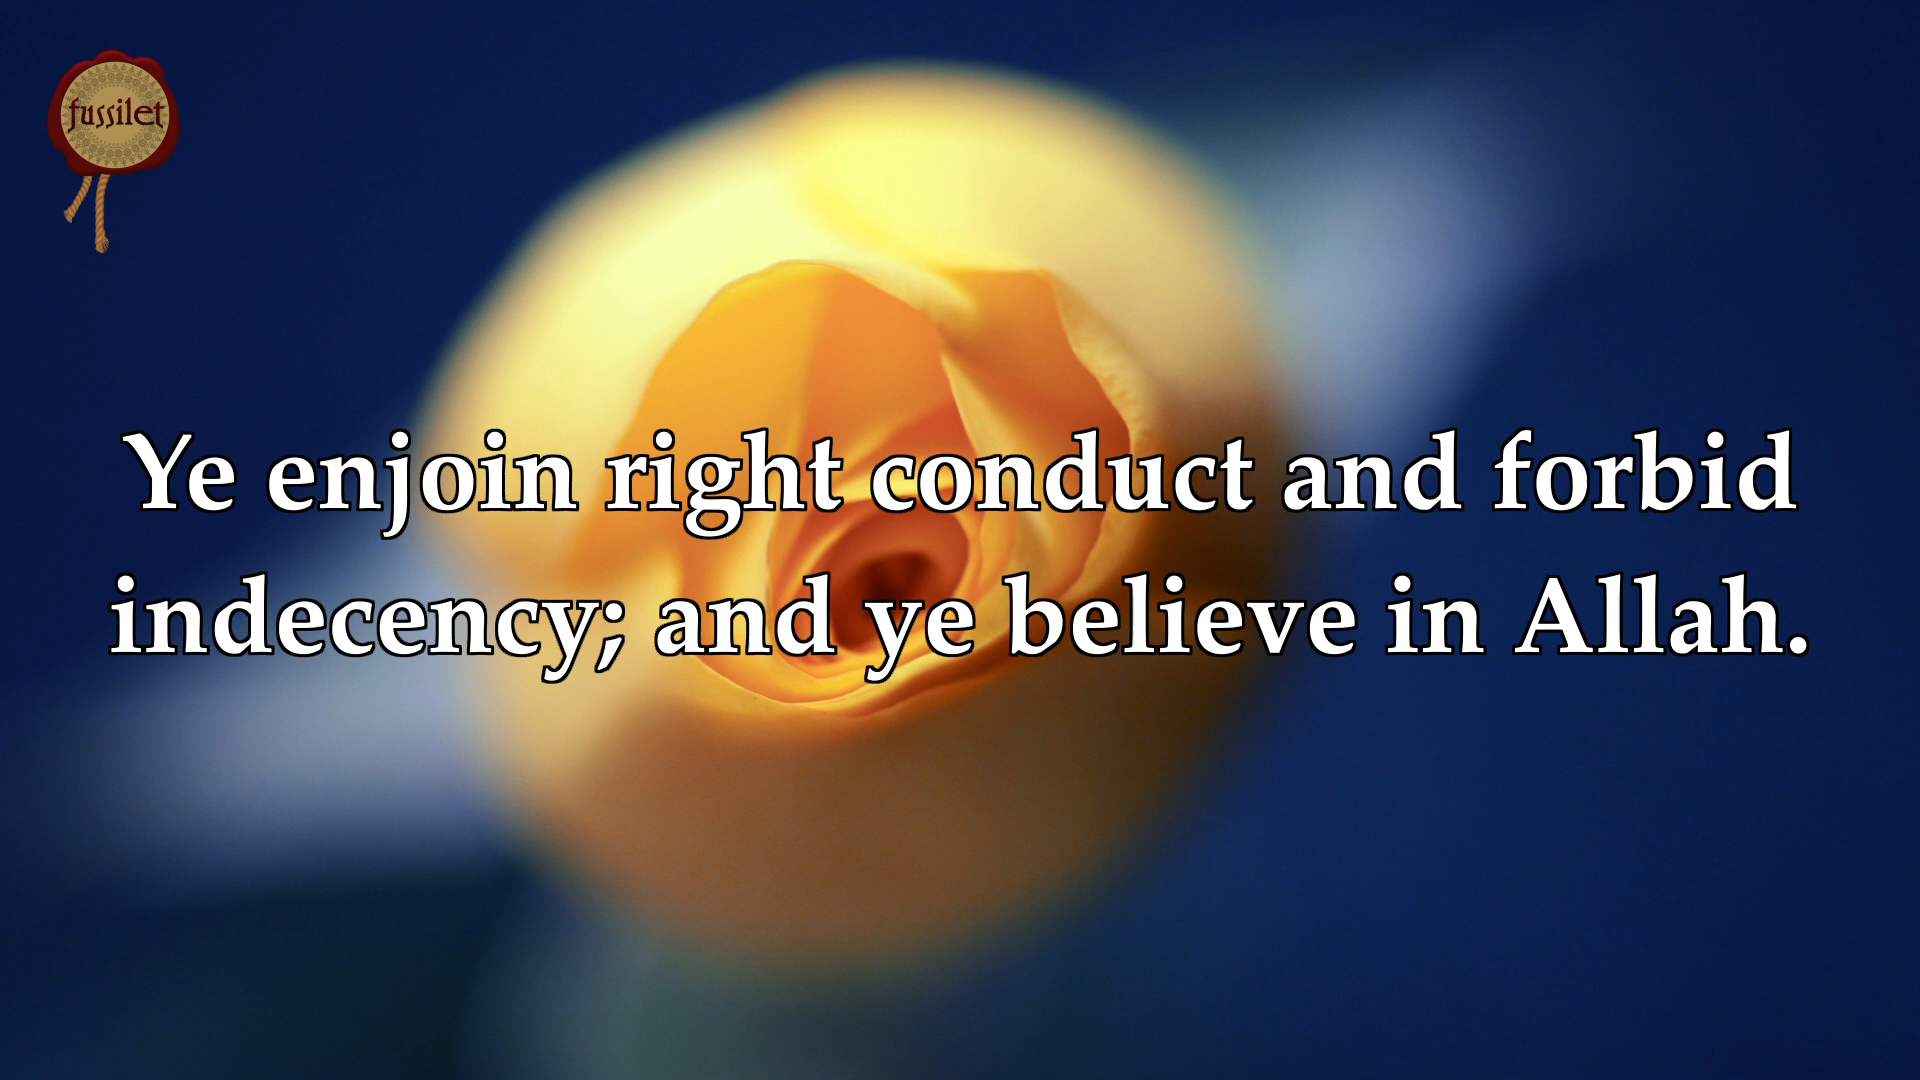 fussilet
Ye enjoin right conduct and forbid
indecency; and ye believe in Allah.